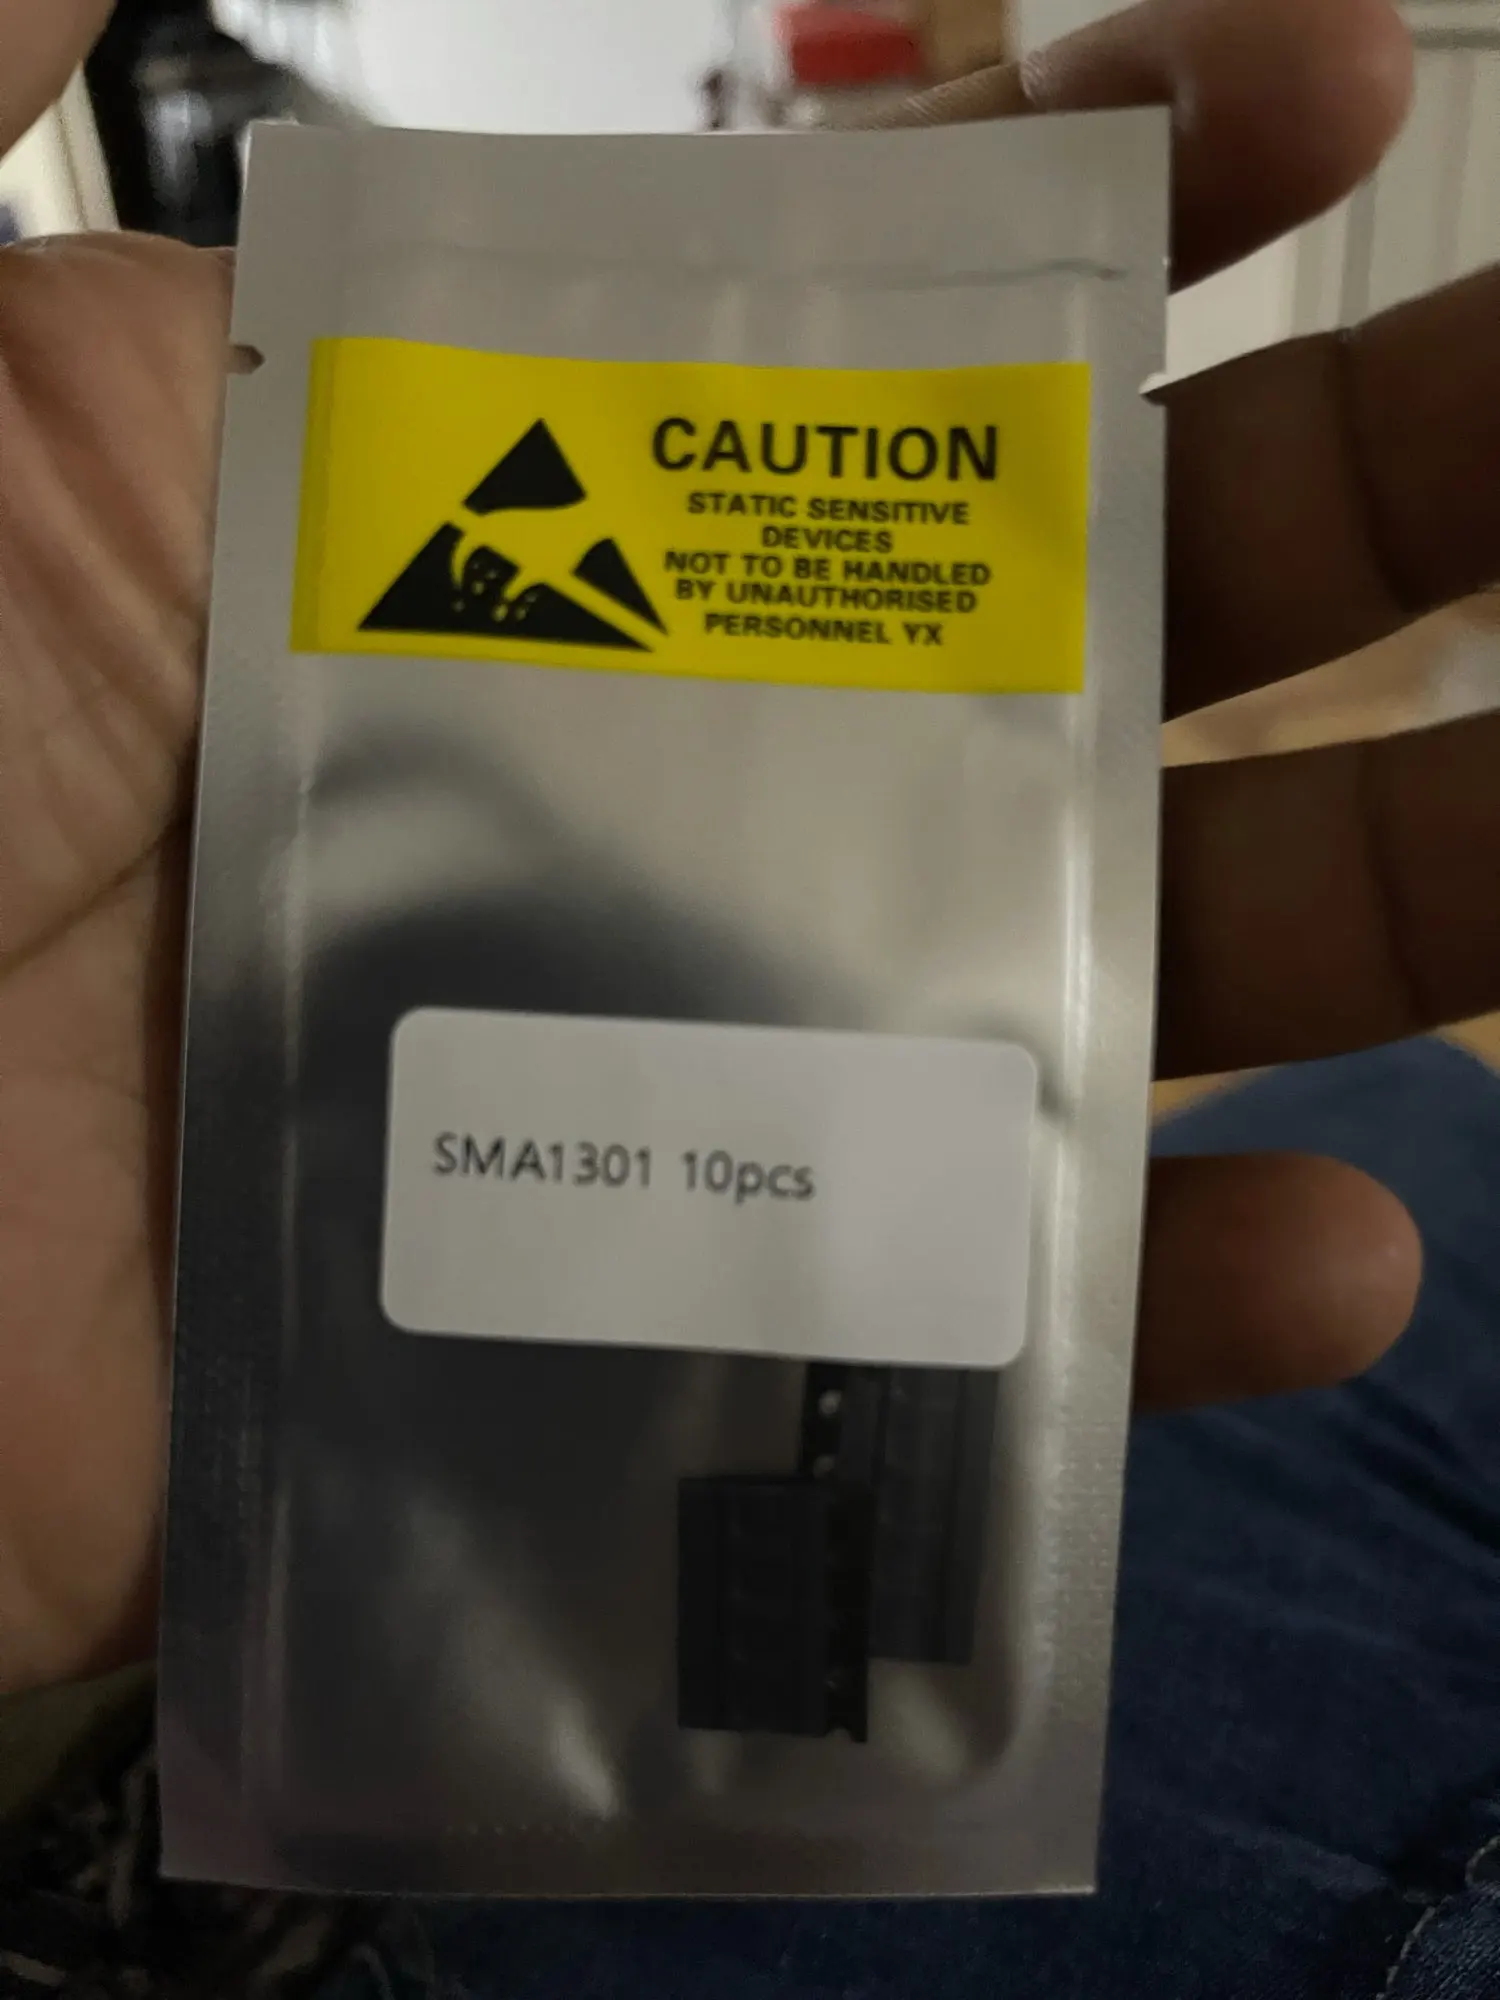 CAUTION
STATIC SENSITIVE
DEVICES
NOT TO BE HANDLED
BY UNAUTHORISED
PERSONNEL YX
SMA1301 10pcs